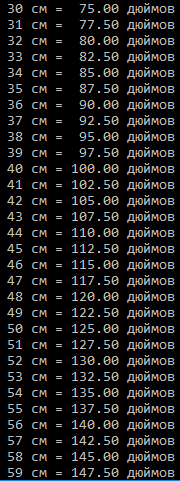 30 см =  75.00 дюймов
31 см =  77.50 дюймов
32 см =  80.00 дюймов
33 см =  82.50 дюймов
34 см =  85.00 дюймов
35 см =  87.50 дюймов
36 см =  90.00 дюймов
37 см =  92.50 дюймов
38 см =  95.00 дюймов
39 см =  97.50 дюймов
40 см = 100.00 дюймов
41 см = 102.50 дюймов
42 см = 105.00 дюймов
43 см = 107.50 дюймов
44 см = 110.00 дюймов
45 см = 112.50 дюймов
46 см = 115.00 дюймов
47 см = 117.50 дюймов
48 см = 120.00 дюймов
49 см = 122.50 дюймов
50 см = 125.00 дюймов
51 см = 127.50 дюймов
52 см = 130.00 дюймов
53 см = 132.50 дюймов
54 см = 135.00 дюймов
55 см = 137.50 дюймов
56 см = 140.00 дюймов
57 см = 142.50 дюймов
58 см = 145.00 дюймов
59 см = 147.50 дюймов